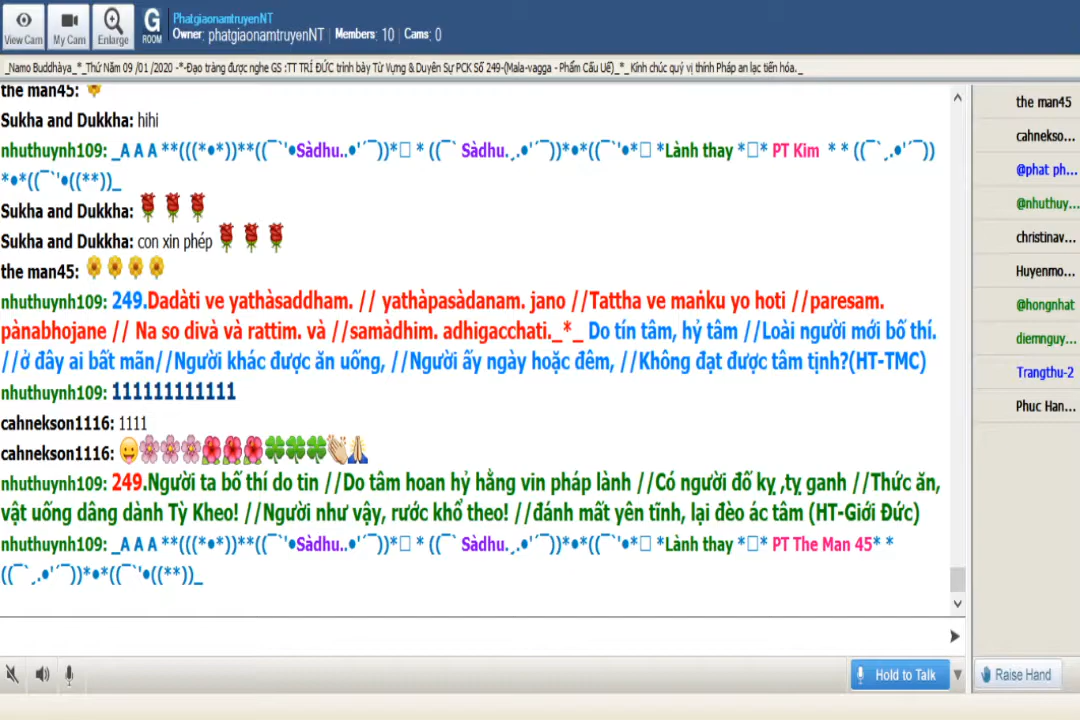 View Cam
My Cam
Enlarge
G ROOM
PhatgiaonamtruyenNT
Owner: phatgiaonamtruyenNT | Members: 10 | Cams: 0
_Namo Buddhàya_*_Thứ Năm 09 /01 /2020 -*-Đạo tràng được nghe GS :TT TRÍ ĐỨC trình bày Từ Vựng & Duyên Sự PCK Số 249-(Mala-vagga - Phẩm Cấu Uế)_*_ Kính chúc quý vị thính Pháp an lạc tiến hóa._
the man45: 🌼
Sukha and Dukkha: hihi
nhuthuynh109: _A A A **(((*•*))**((¯`'•Sàdhu..•'´¯))*□ * ((¯` Sàdhu.¸.•'´¯))*•*((¯`'•*□ *Lành thay *□* PT Kim * * ((¯`¸.•'´¯))
*•*((¯`'•((**))_
Sukha and Dukkha: 🌹 🌹 🌹
Sukha and Dukkha: con xin phép 🌹 🌹 🌹
the man45: 🌼 🌼 🌼 🌼
nhuthuynh109: 249.Dadàti ve yathàsaddham. // yathàpasàdanam. jano //Tattha ve maṅku yo hoti //paresam.
pànabhojane // Na so divà và rattim. và //samàdhim. adhigacchati._*_ Do tín tâm, hỷ tâm //Loài người mới bố thí.
//ở đây ai bất mãn//Người khác được ăn uống, //Người ấy ngày hoặc đêm, //Không đạt được tâm tịnh?(HT-TMC)
nhuthuynh109: 111111111111
cahnekson1116: 1111
cahnekson1116: 😛🌸🌸🌸🌺🌺🌺🍀🍀🍀👏🙏
nhuthuynh109: 249.Người ta bố thí do tin //Do tâm hoan hỷ hằng vin pháp lành //Có người đố kỵ ,tỵ ganh //Thức ăn,
vật uống dâng dành Tỳ Kheo! //Người như vậy, rước khổ theo! //đánh mất yên tĩnh, lại đèo ác tâm (HT-Giới Đức)
nhuthuynh109: _A A A **(((*•*))**((¯`'•Sàdhu..•'´¯))*□ * ((¯` Sàdhu.¸.•'´¯))*•*((¯`'•*□ *Lành thay *□* PT The Man 45* *
((¯`¸.•'´¯))*•*((¯`'•((**))_
the man45
cahnekso...
@phat ph...
@nhuthuy...
christinav...
Huyenmo...
@hongnhat
diemnguy...
Trangthu-2
Phuc Han...
Hold to Talk
Raise Hand